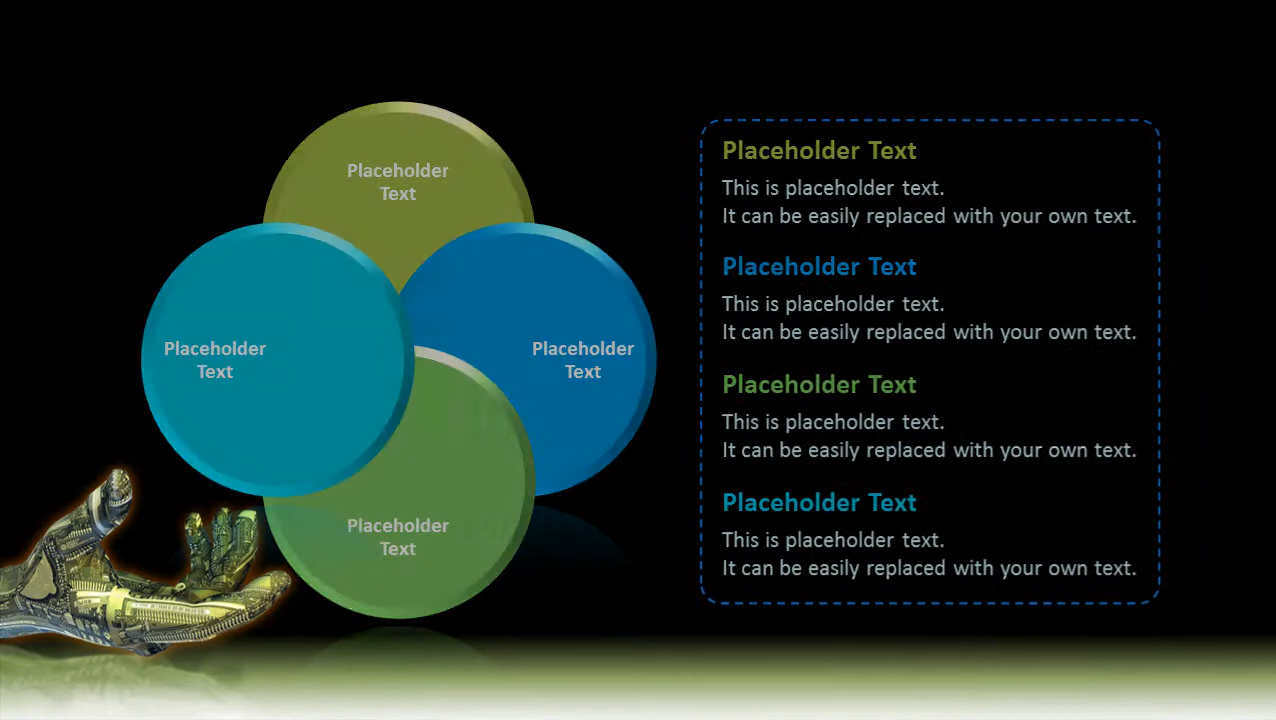 Placeholder
Text
Placeholder
Text
Placeholder
Text
Placeholder
Text
Placeholder Text
This is placeholder text.
It can be easily replaced with your own text.
Placeholder Text
This is placeholder text.
It can be easily replaced with your own text.
Placeholder Text
This is placeholder text.
It can be easily replaced with your own text.
Placeholder Text
This is placeholder text.
It can be easily replaced with your own text.